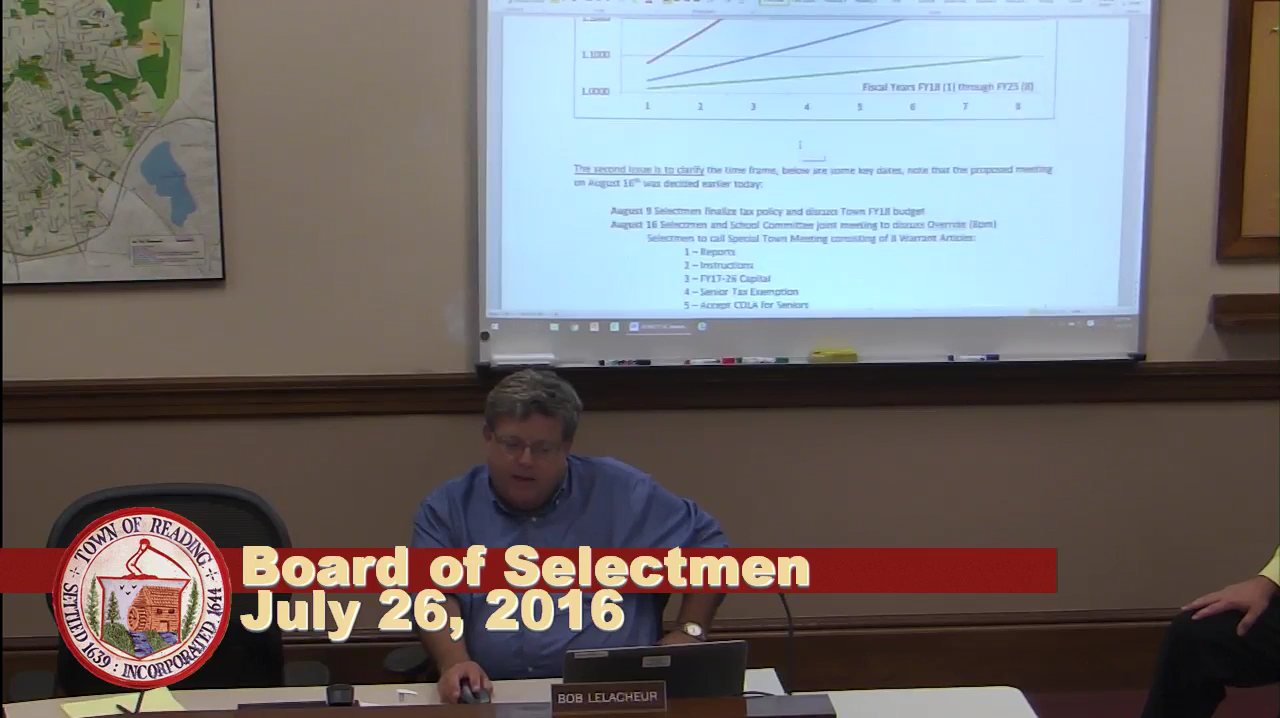 1.1000
1.0000
Fiscal Years FY18 (1) through FY25 (8)
1 2 3 4 5 6 7 8
The second issue is to clarify the time frame, below are some key dates, note that the proposed meeting
on August 16th was decided earlier today:
August 9 Selectmen finalize tax policy and discuss Town FY18 budget
August 16 Selectmen and School Committee joint meeting to discuss Override (8pm)
Selectmen to call Special Town Meeting consisting of 8 Warrant Articles:
1 – Reports
2 – Instructions
3 – FY17-26 Capital
4 – Senior Tax Exemption
5 – Accept COLA for Seniors
TOWN OF READING
SETTLED 1639 : INCORPORATED 1644
Board of Selectmen
July 26, 2016
BOB LELACHEUR